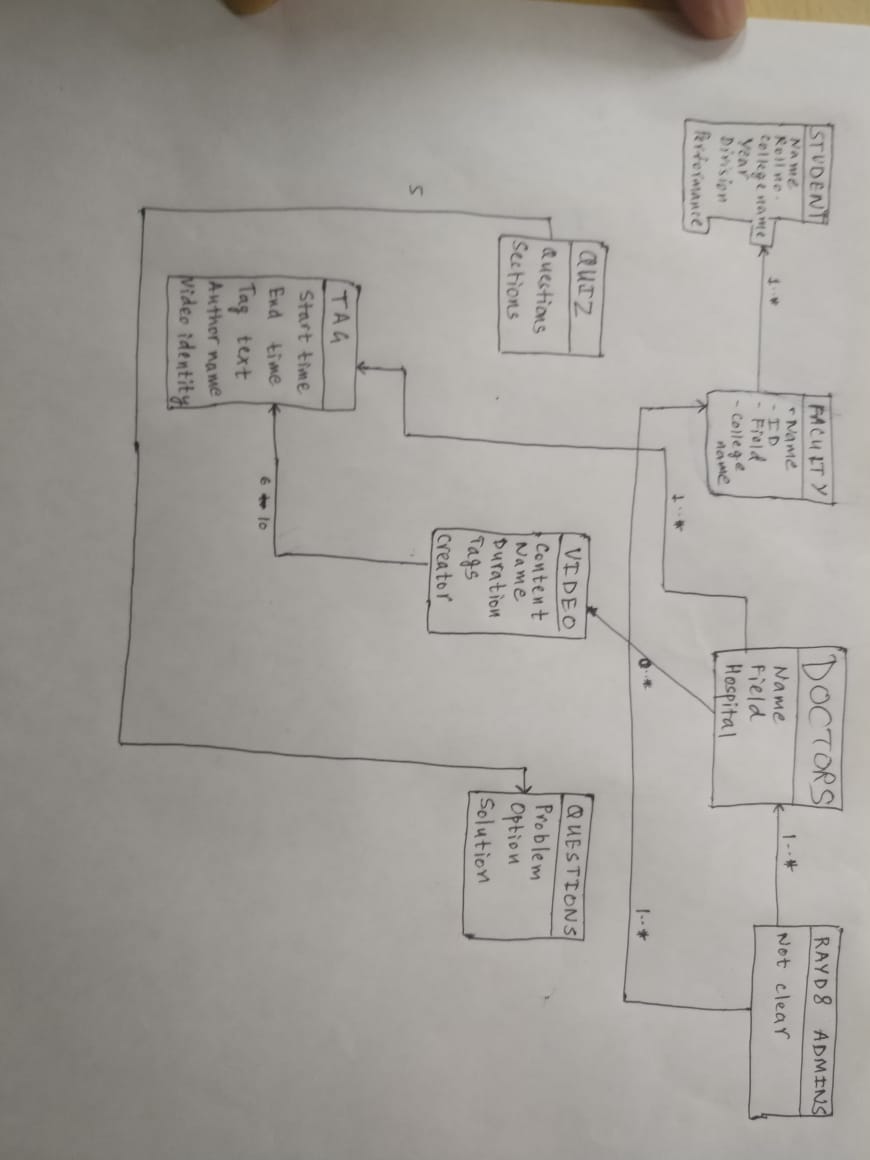 STUDENT
Name
Roll no.
College name
Year
Division
Performance
1..*
FACULTY
- Name
- ID
- Field
- College
name
1..*
DOCTORS
Name
Field
Hospital
1..*
RAYD8 ADMINS
Not clear
1..*
0..*
QUIZ
Questions
Sections
5
VIDEO
Content
Name
Duration
Tags
Creator
QUESTIONS
Problem
Option
Solution
TAG
Start time
End time
Tag text
Author name
Video identity
6 to 10